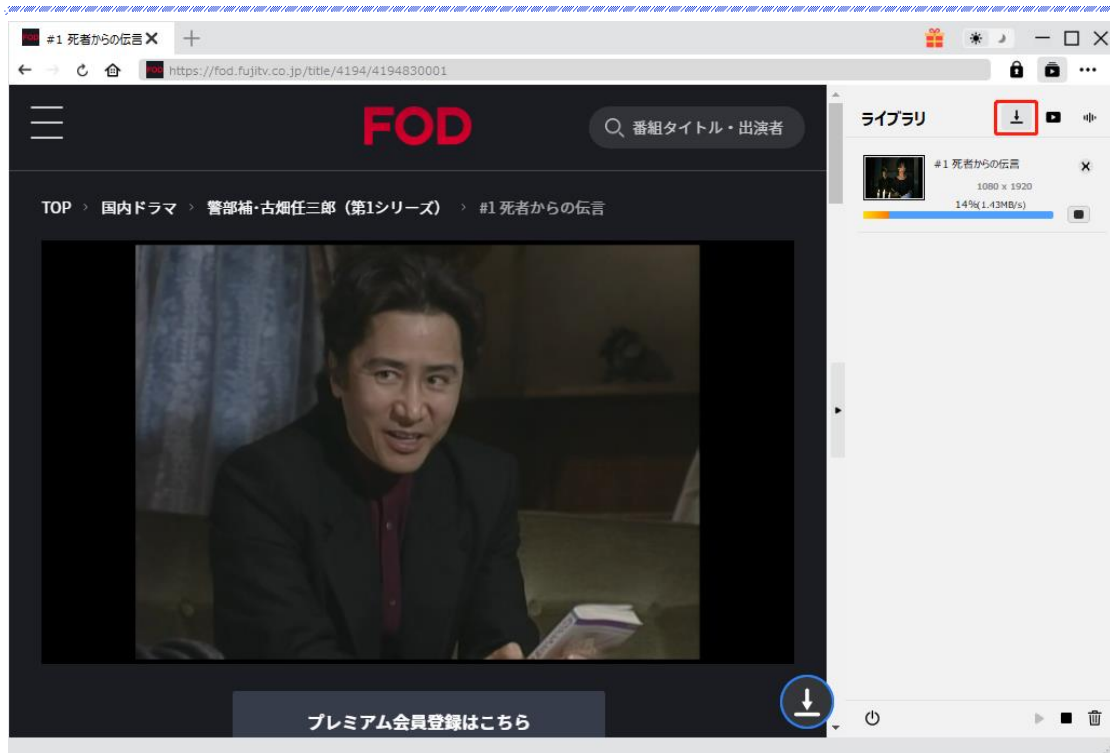 #1 死者からの伝言
https://fod.fujitv.co.jp/title/4194/4194830001
FOD
番組タイトル・出演者
TOP > 国内ドラマ > 警部補・古畑任三郎（第1シリーズ） > #1 死者からの伝言
プレミアム会員登録はこちら
ライブラリ
#1 死者からの伝言
1080 x 1920
14%(1.43MB/s)